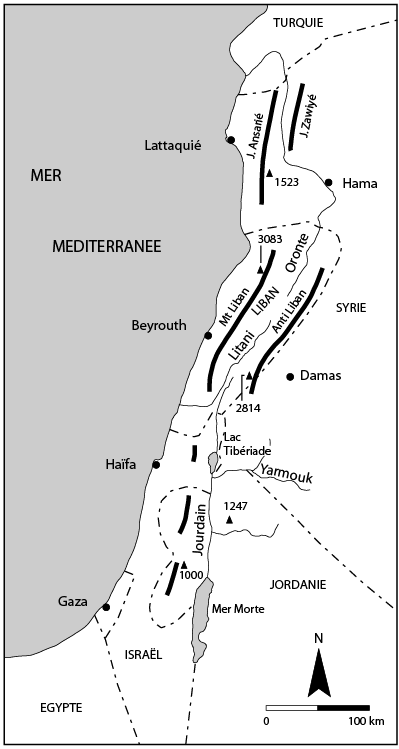 TURQUIE
J. Ansarié
J. Zawiyé
Lattaquié
MER
1523
Hama
MEDITERRANEE
3083
Oronte
Mt Liban
LIBAN
Anti Liban
SYRIE
Beyrouth
Litani
Damas
2814
Lac
Tibériade
Haïfa
Yarmouk
1247
Jourdain
1000
JORDANIE
Gaza
Mer Morte
N
ISRAËL
EGYPTE
0 100 km